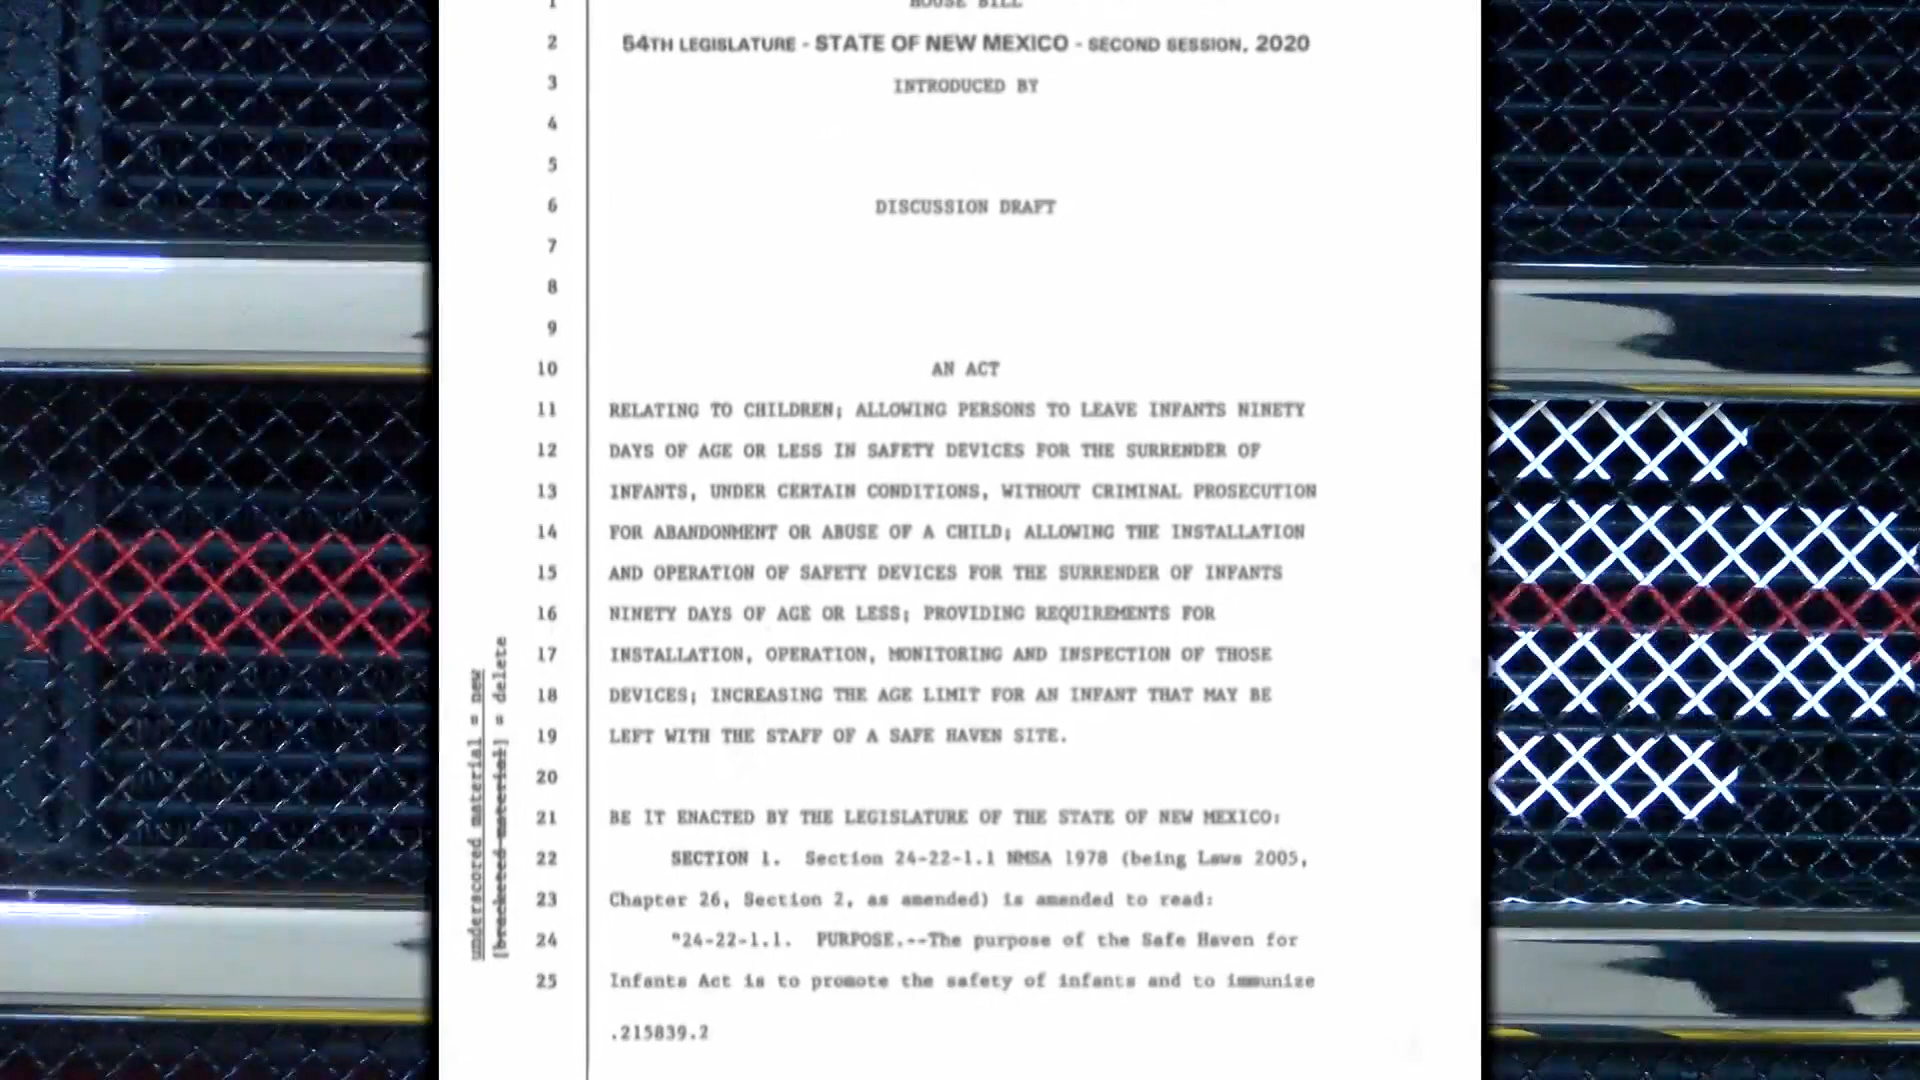 1 HOUSE BILL
2 54TH LEGISLATURE - STATE OF NEW MEXICO - SECOND SESSION, 2020
3 INTRODUCED BY
4
5
6 DISCUSSION DRAFT
7
8
9
10 AN ACT
11 RELATING TO CHILDREN; ALLOWING PERSONS TO LEAVE INFANTS NINETY
12 DAYS OF AGE OR LESS IN SAFETY DEVICES FOR THE SURRENDER OF
13 INFANTS, UNDER CERTAIN CONDITIONS, WITHOUT CRIMINAL PROSECUTION
14 FOR ABANDONMENT OR ABUSE OF A CHILD; ALLOWING THE INSTALLATION
15 AND OPERATION OF SAFETY DEVICES FOR THE SURRENDER OF INFANTS
16 NINETY DAYS OF AGE OR LESS; PROVIDING REQUIREMENTS FOR
17 INSTALLATION, OPERATION, MONITORING AND INSPECTION OF THOSE
18 DEVICES; INCREASING THE AGE LIMIT FOR AN INFANT THAT MAY BE
19 LEFT WITH THE STAFF OF A SAFE HAVEN SITE.
20
21 BE IT ENACTED BY THE LEGISLATURE OF THE STATE OF NEW MEXICO:
22 SECTION 1. Section 24-22-1.1 NMSA 1978 (being Laws 2005,
23 Chapter 26, Section 2, as amended) is amended to read:
24 "24-22-1.1. PURPOSE.--The purpose of the Safe Haven for
25 Infants Act is to promote the safety of infants and to immunize
.215839.2
underscored material = new
[bracketed material] = delete